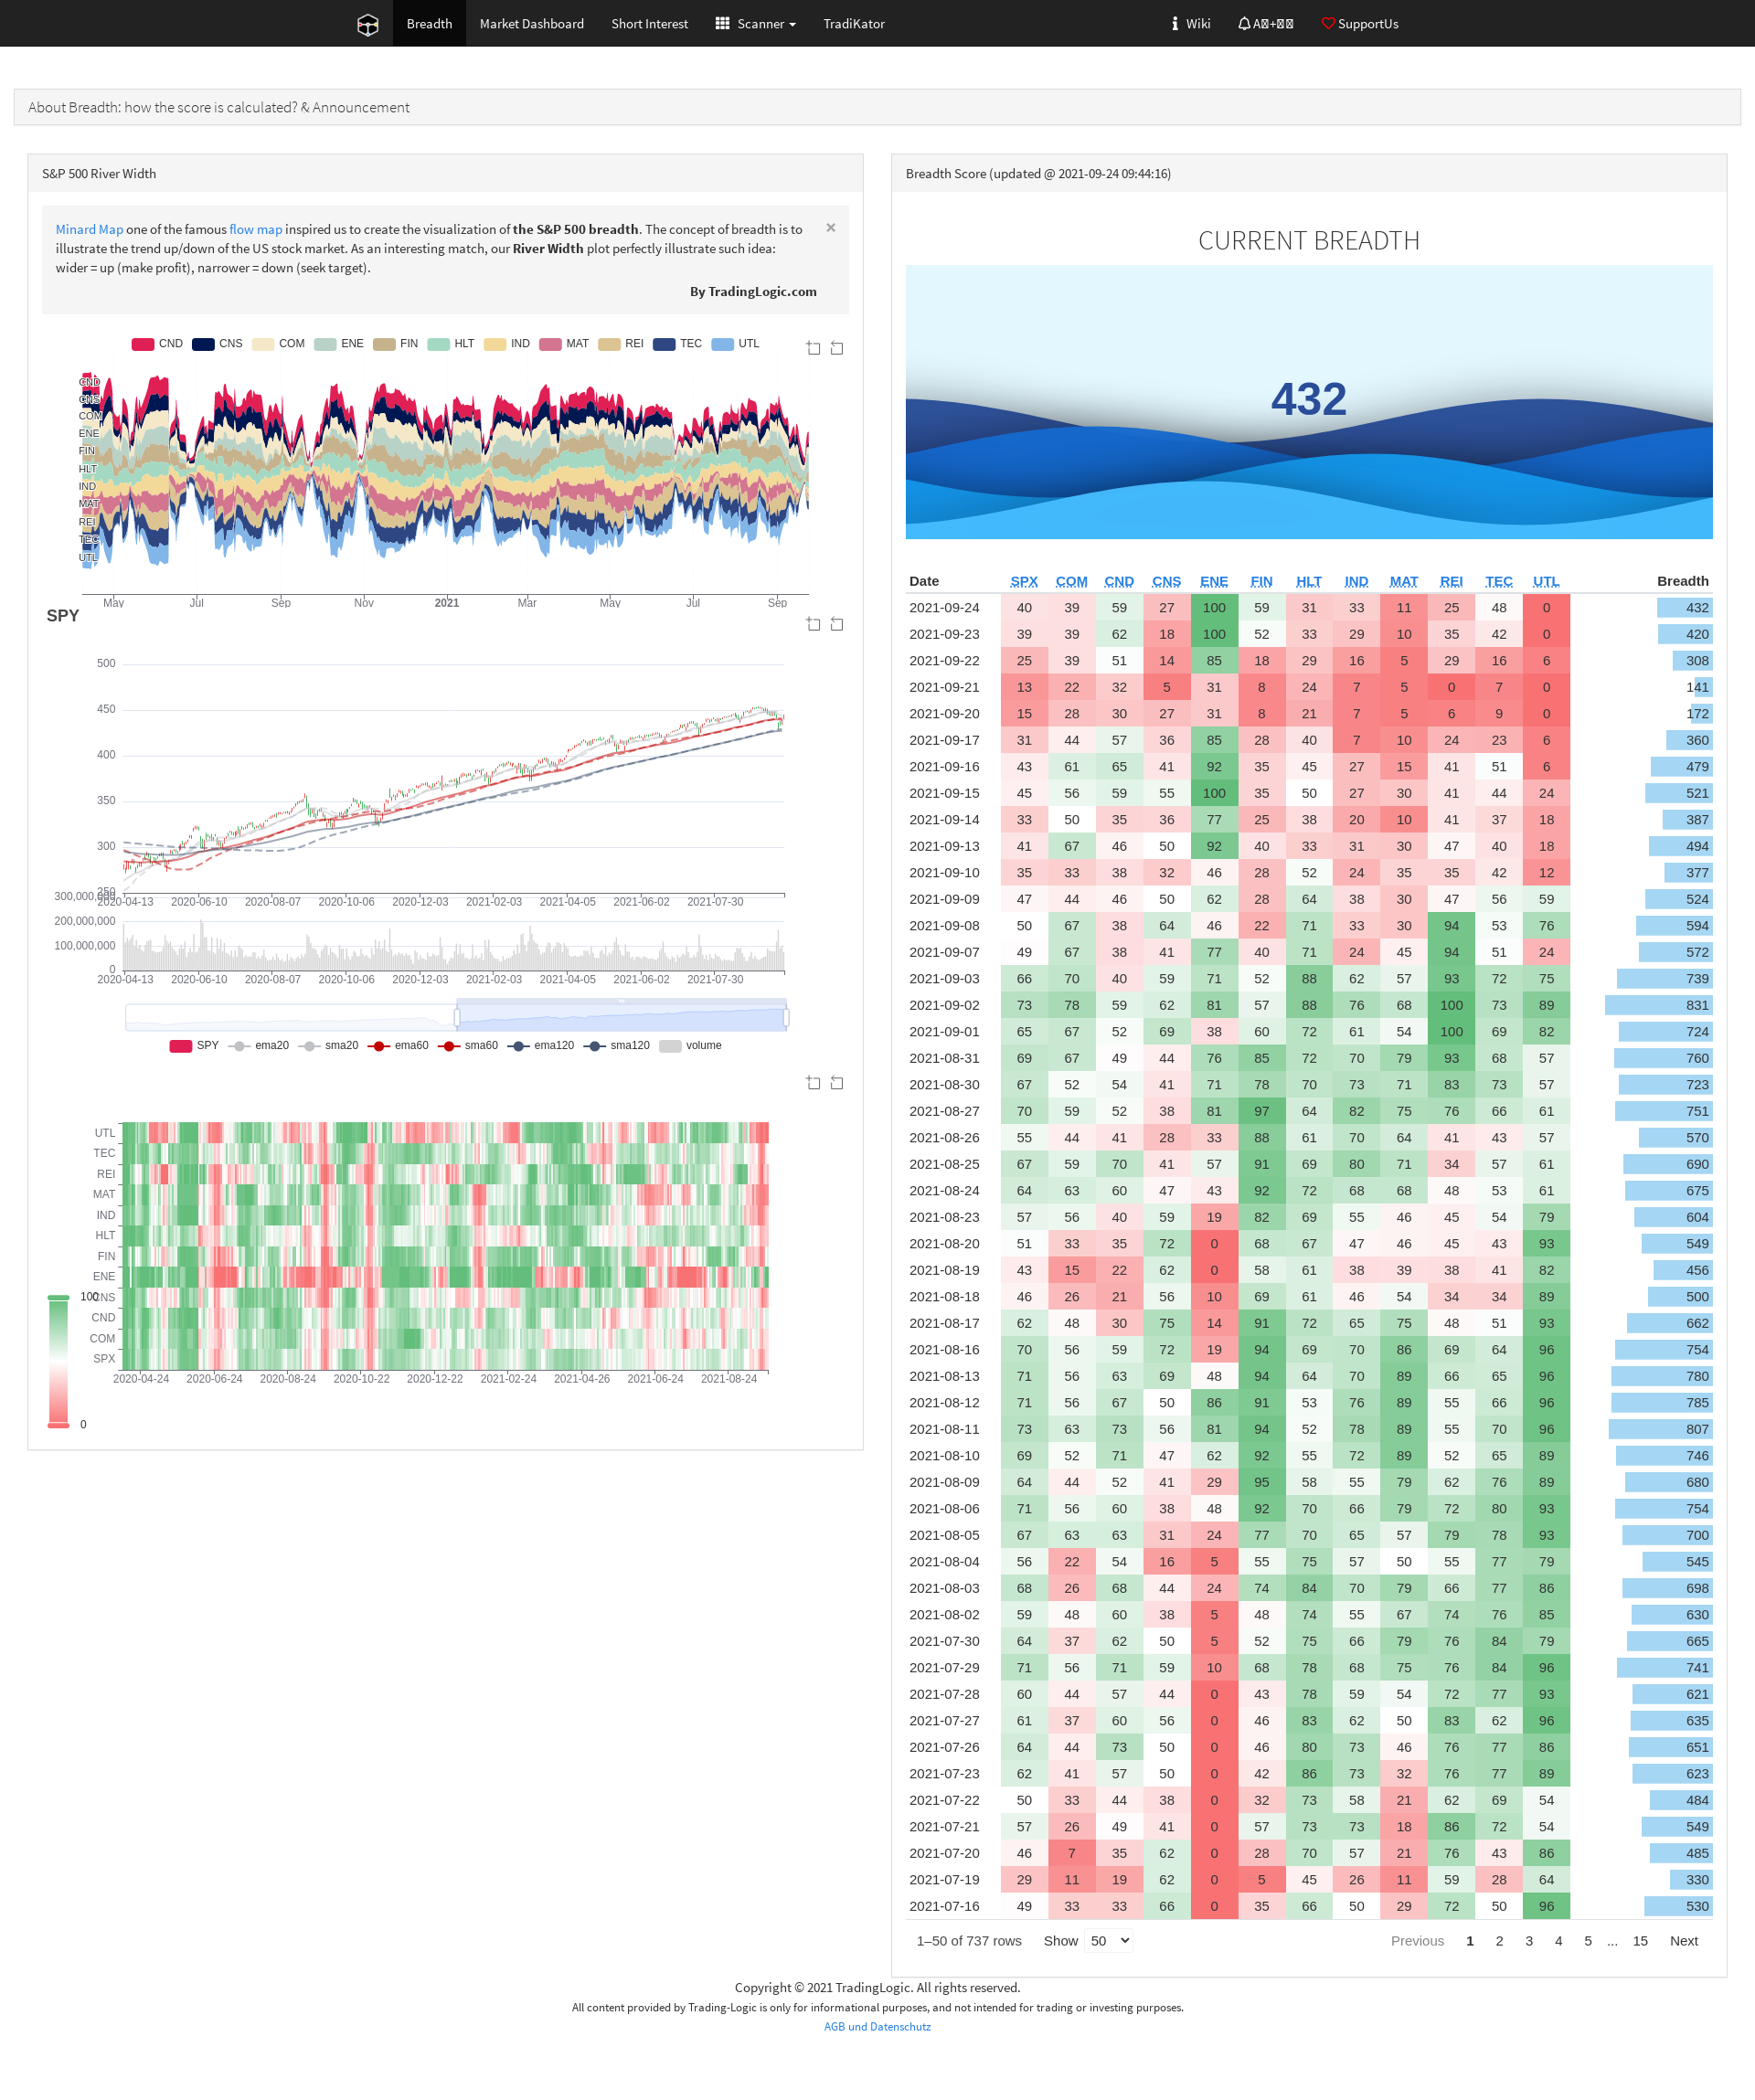 Breadth Market Dashboard Short Interest Scanner TradiKator Wiki SupportUs
About Breadth: how the score is calculated? & Announcement
S&P 500 River Width
Minard Map one of the famous flow map inspired us to create the visualization of the S&P 500 breadth. The concept of breadth is to
illustrate the trend up/down of the US stock market. As an interesting match, our River Width plot perfectly illustrate such idea:
wider = up (make profit), narrower = down (seek target).
×
By TradingLogic.com
CND CNS COM ENE FIN HLT IND MAT REI TEC UTL
CND
CNS
COM
ENE
FIN
HLT
IND
MAT
REI
TEC
UTL
May Jul Sep Nov 2021 Mar May Jul Sep
SPY
500
450
400
350
300
250
2020-04-13 2020-06-10 2020-08-07 2020-10-06 2020-12-03 2021-02-03 2021-04-05 2021-06-02 2021-07-30
300,000,000
200,000,000
100,000,000
0
2020-04-13 2020-06-10 2020-08-07 2020-10-06 2020-12-03 2021-02-03 2021-04-05 2021-06-02 2021-07-30
SPY ema20 sma20 ema60 sma60 ema120 sma120 volume
UTL
TEC
REI
MAT
IND
HLT
FIN
ENE
CNS
CND
COM
SPX
2020-04-24 2020-06-24 2020-08-24 2020-10-22 2020-12-22 2021-02-24 2021-04-26 2021-06-24 2021-08-24
100
0
Breadth Score (updated @ 2021-09-24 09:44:16)
CURRENT BREADTH
432
Date SPX COM CND CNS ENE FIN HLT IND MAT REI TEC UTL Breadth
2021-09-24 40 39 59 27 100 59 31 33 11 25 48 0 432
2021-09-23 39 39 62 18 100 52 33 29 10 35 42 0 420
2021-09-22 25 39 51 14 85 18 29 16 5 29 16 6 308
2021-09-21 13 22 32 5 31 8 24 7 5 0 7 0 141
2021-09-20 15 28 30 27 31 8 21 7 5 6 9 0 172
2021-09-17 31 44 57 36 85 28 40 7 10 24 23 6 360
2021-09-16 43 61 65 41 92 35 45 27 15 41 51 6 479
2021-09-15 45 56 59 55 100 35 50 27 30 41 44 24 521
2021-09-14 33 50 35 36 77 25 38 20 10 41 37 18 387
2021-09-13 41 67 46 50 92 40 33 31 30 47 40 18 494
2021-09-10 35 33 38 32 46 28 52 24 35 35 42 12 377
2021-09-09 47 44 46 50 62 28 64 38 30 47 56 59 524
2021-09-08 50 67 38 64 46 22 71 33 30 94 53 76 594
2021-09-07 49 67 38 41 77 40 71 24 45 94 51 24 572
2021-09-03 66 70 40 59 71 52 88 62 57 93 72 75 739
2021-09-02 73 78 59 62 81 57 88 76 68 100 73 89 831
2021-09-01 65 67 52 69 38 60 72 61 54 100 69 82 724
2021-08-31 69 67 49 44 76 85 72 70 79 93 68 57 760
2021-08-30 67 52 54 41 71 78 70 73 71 83 73 57 723
2021-08-27 70 59 52 38 81 97 64 82 75 76 66 61 751
2021-08-26 55 44 41 28 33 88 61 70 64 41 43 57 570
2021-08-25 67 59 70 41 57 91 69 80 71 34 57 61 690
2021-08-24 64 63 60 47 43 92 72 68 68 48 53 61 675
2021-08-23 57 56 40 59 19 82 69 55 46 45 54 79 604
2021-08-20 51 33 35 72 0 68 67 47 46 45 43 93 549
2021-08-19 43 15 22 62 0 58 61 38 39 38 41 82 456
2021-08-18 46 26 21 56 10 69 61 46 54 34 34 89 500
2021-08-17 62 48 30 75 14 91 72 65 75 48 51 93 662
2021-08-16 70 56 59 72 19 94 69 70 86 69 64 96 754
2021-08-13 71 56 63 69 48 94 64 70 89 66 65 96 780
2021-08-12 71 56 67 50 86 91 53 76 89 55 66 96 785
2021-08-11 73 63 73 56 81 94 52 78 89 55 70 96 807
2021-08-10 69 52 71 47 62 92 55 72 89 52 65 89 746
2021-08-09 64 44 52 41 29 95 58 55 79 62 76 89 680
2021-08-06 71 56 60 38 48 92 70 66 79 72 80 93 754
2021-08-05 67 63 63 31 24 77 70 65 57 79 78 93 700
2021-08-04 56 22 54 16 5 55 75 57 50 55 77 79 545
2021-08-03 68 26 68 44 24 74 84 70 79 66 77 86 698
2021-08-02 59 48 60 38 5 48 74 55 67 74 76 85 630
2021-07-30 64 37 62 50 5 52 75 66 79 76 84 79 665
2021-07-29 71 56 71 59 10 68 78 68 75 76 84 96 741
2021-07-28 60 44 57 44 0 43 78 59 54 72 77 93 621
2021-07-27 61 37 60 56 0 46 83 62 50 83 62 96 635
2021-07-26 64 44 73 50 0 46 80 73 46 76 77 86 651
2021-07-23 62 41 57 50 0 42 86 73 32 76 77 89 623
2021-07-22 50 33 44 38 0 32 73 58 21 62 69 54 484
2021-07-21 57 26 49 41 0 57 73 73 18 86 72 54 549
2021-07-20 46 7 35 62 0 28 70 57 21 76 43 86 485
2021-07-19 29 11 19 62 0 5 45 26 11 59 28 64 330
2021-07-16 49 33 33 66 0 35 66 50 29 72 50 96 530
1–50 of 737 rows Show 50 Previous 1 2 3 4 5 ... 15 Next
Copyright © 2021 TradingLogic. All rights reserved.
All content provided by Trading-Logic is only for informational purposes, and not intended for trading or investing purposes.
AGB und Datenschutz